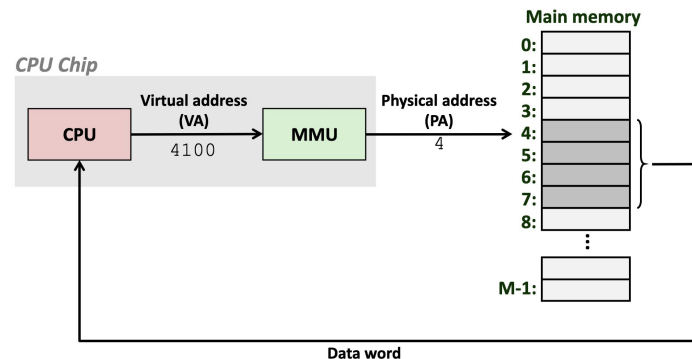 Main memory
0:
1:
CPU Chip
2:
Virtual address
Physical address
(VA)
(PA)
3:
CPU
MMU
4:
4100
4
5:
6:
7:
8:
M-1:
Data word